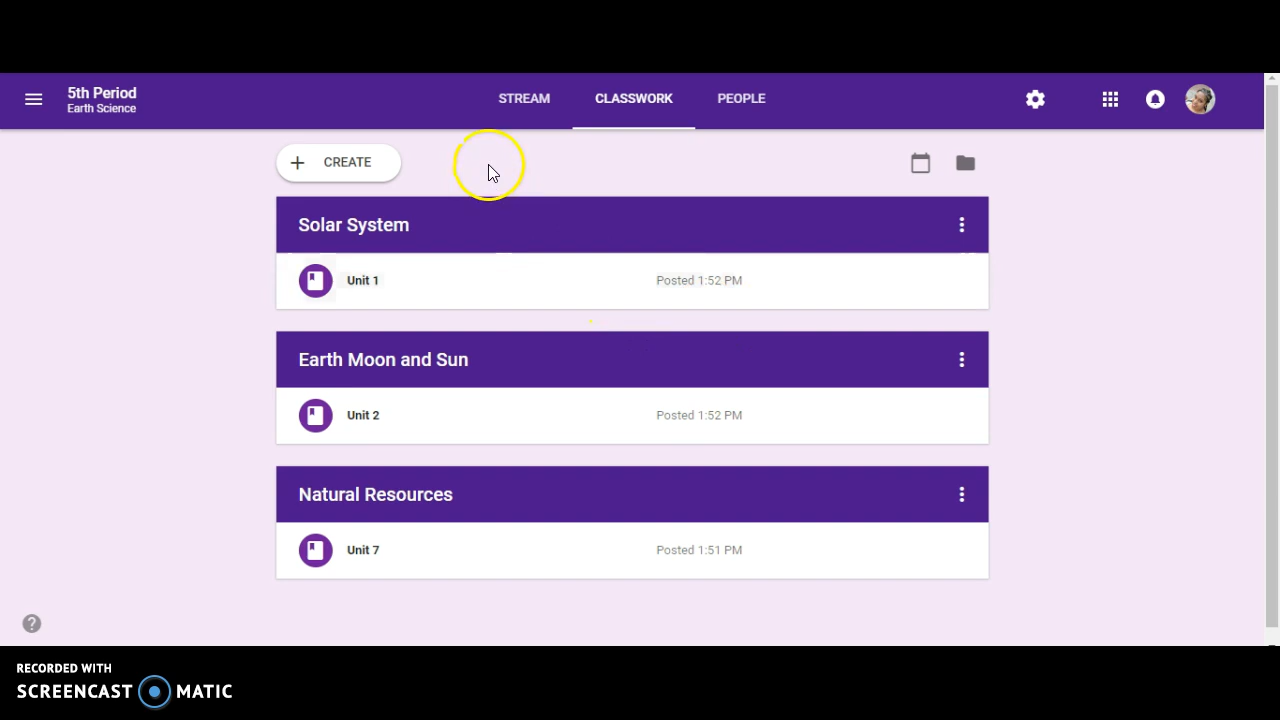 5th Period
Earth Science
STREAM CLASSWORK PEOPLE
+ CREATE
Solar System
Unit 1 Posted 1:52 PM
Earth Moon and Sun
Unit 2 Posted 1:52 PM
Natural Resources
Unit 7 Posted 1:51 PM
?
RECORDED WITH
SCREENCAST MATIC